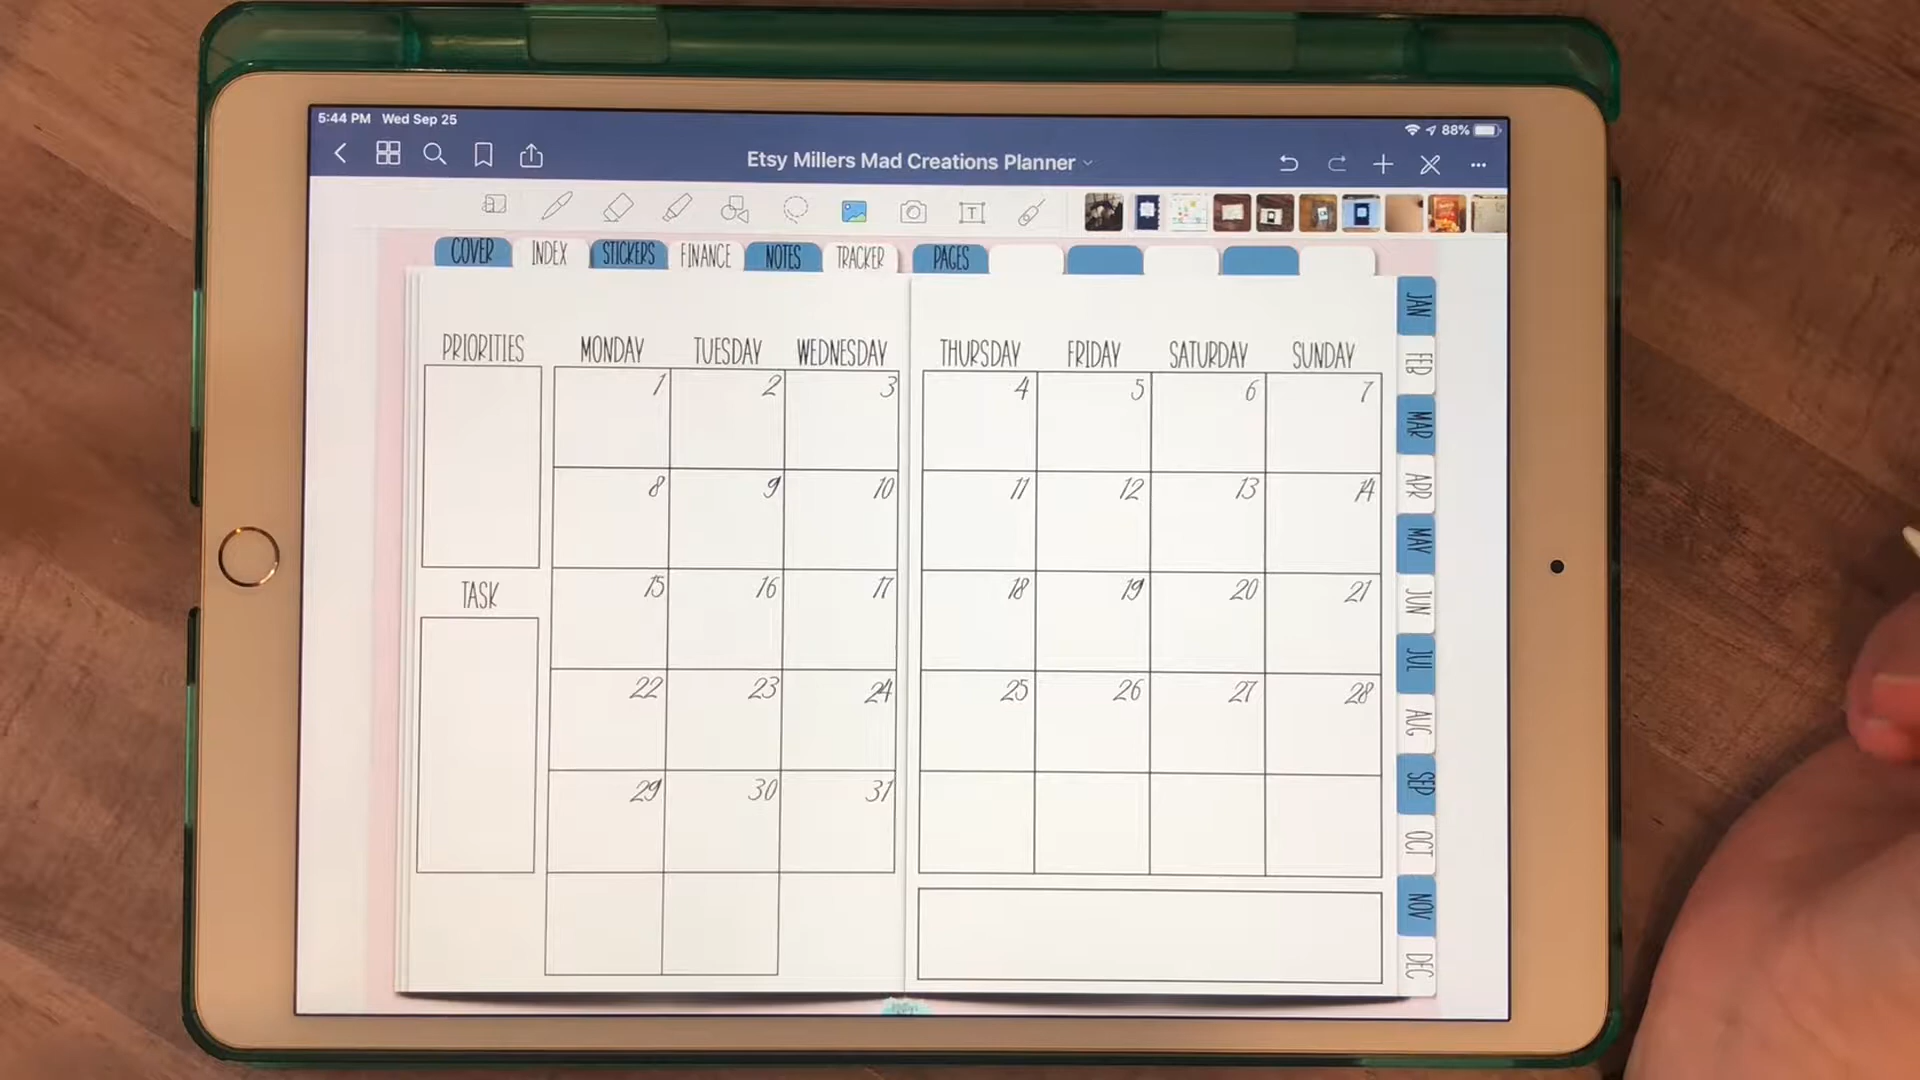 5:44 PM Wed Sep 25
88%
Etsy Millers Mad Creations Planner
COVER INDEX STICKERS FINANCE NOTES TRACKER PAGES
PRIORITIES MONDAY TUESDAY WEDNESDAY THURSDAY FRIDAY SATURDAY SUNDAY
1 2 3 4 5 6 7
8 9 10 11 12 13 14
TASK
15 16 17 18 19 20 21
22 23 24 25 26 27 28
29 30 31
JAN
FEB
MAR
APR
MAY
JUN
JUL
AUG
SEP
OCT
NOV
DEC